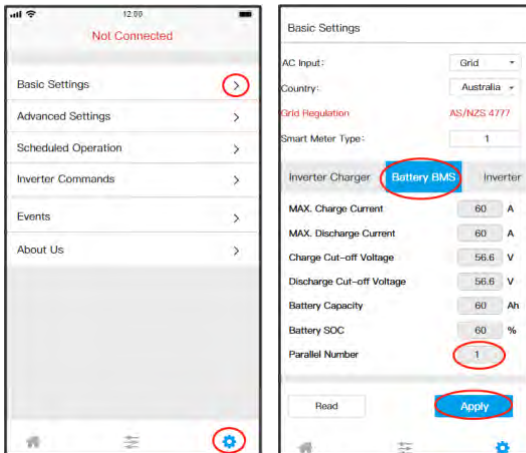 12:00
Not Connected
Basic Settings
Advanced Settings
Scheduled Operation
Inverter Commands
Events
About Us
Basic Settings
AC Input: Grid
Country: Australia
Grid Regulation AS/NZS 4777
Smart Meter Type: 1
Inverter Charger Battery BMS Inverter
MAX. Charge Current 60 A
MAX. Discharge Current 60 A
Charge Cut-off Voltage 56.6 V
Discharge Cut-off Voltage 56.6 V
Battery Capacity 60 Ah
Battery SOC 60 %
Parallel Number 1
Read Apply